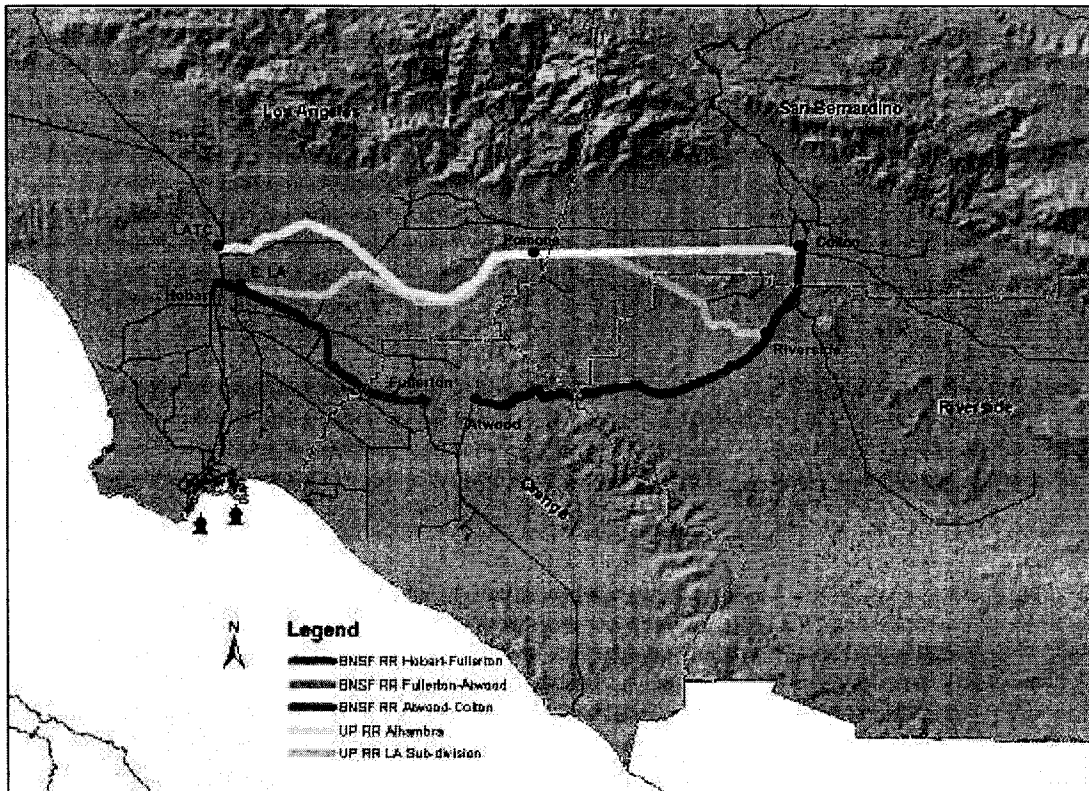 Los Angeles
San Bernardino
LATC
Pomona
Colton
E. LA
Hobart
Riverside
Fullerton
Atwood
Riverside
Orange
N
Legend
BNSF RR Hobart-Fullerton
BNSF RR Fullerton-Atwood
BNSF RR Atwood-Colton
UP RR Alhambra
UP RR LA Sub-division